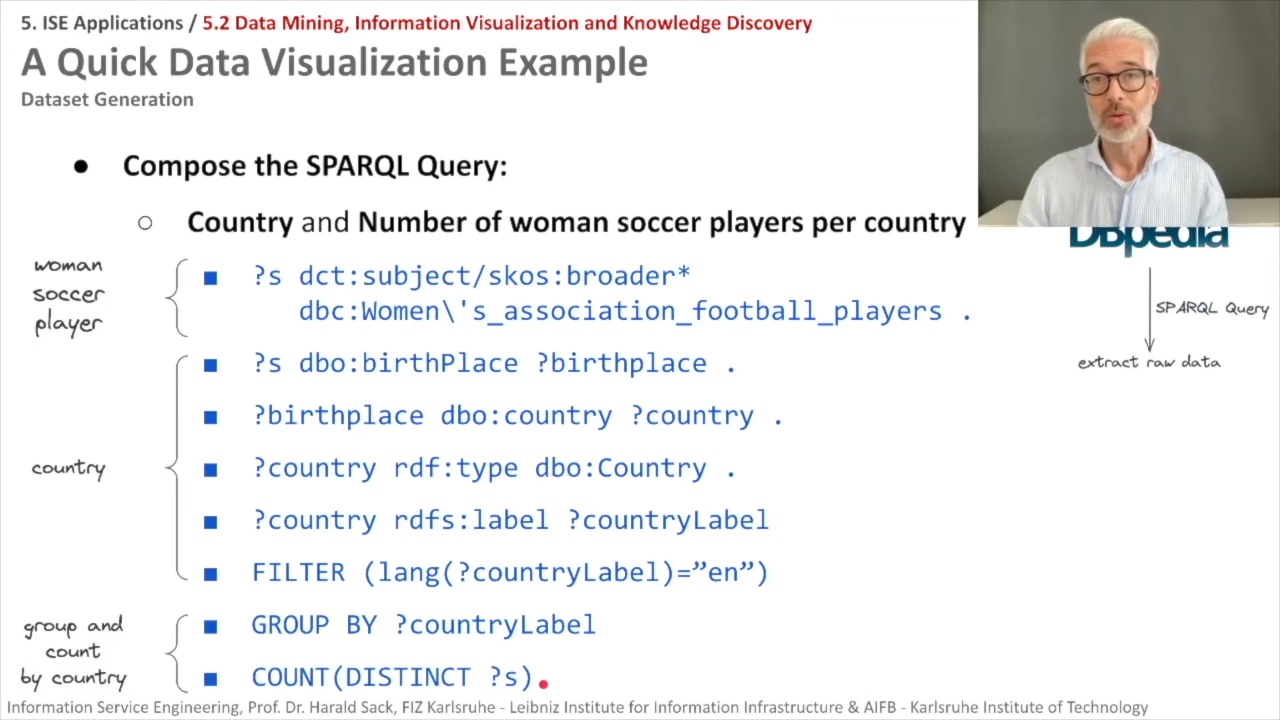 5. ISE Applications / 5.2 Data Mining, Information Visualization and Knowledge Discovery
A Quick Data Visualization Example
Dataset Generation
● Compose the SPARQL Query:
○ Country and Number of woman soccer players per country
woman
soccer
player
■ ?s dct:subject/skos:broader*
dbc:Women\'s_association_football_players .
country
■ ?s dbo:birthPlace ?birthplace .
■ ?birthplace dbo:country ?country .
■ ?country rdf:type dbo:Country .
■ ?country rdfs:label ?countryLabel
■ FILTER (lang(?countryLabel)=”en”)
group and
count
by country
■ GROUP BY ?countryLabel
■ COUNT(DISTINCT ?s)
DBpedia
SPARQL Query
extract raw data
Information Service Engineering, Prof. Dr. Harald Sack, FIZ Karlsruhe - Leibniz Institute for Information Infrastructure & AIFB - Karlsruhe Institute of Technology